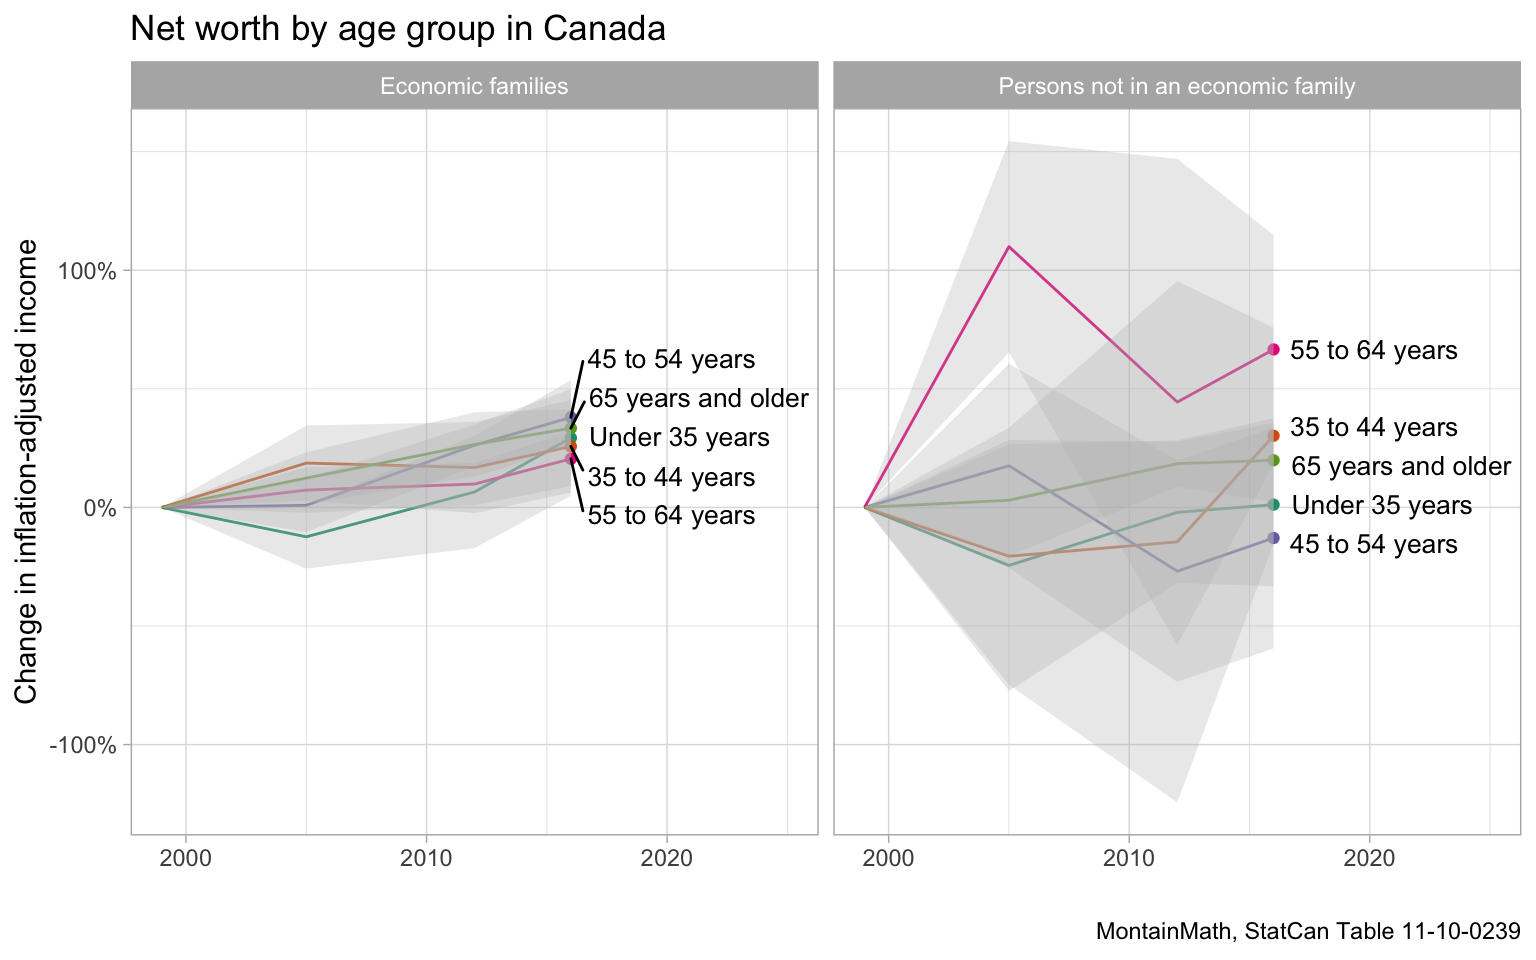 Net worth by age group in Canada
Economic families
Persons not in an economic family
Change in inflation-adjusted income
100%
0%
-100%
45 to 54 years
65 years and older
Under 35 years
35 to 44 years
55 to 64 years
55 to 64 years
35 to 44 years
65 years and older
Under 35 years
45 to 54 years
2000
2010
2020
2000
2010
2020
MontainMath, StatCan Table 11-10-0239